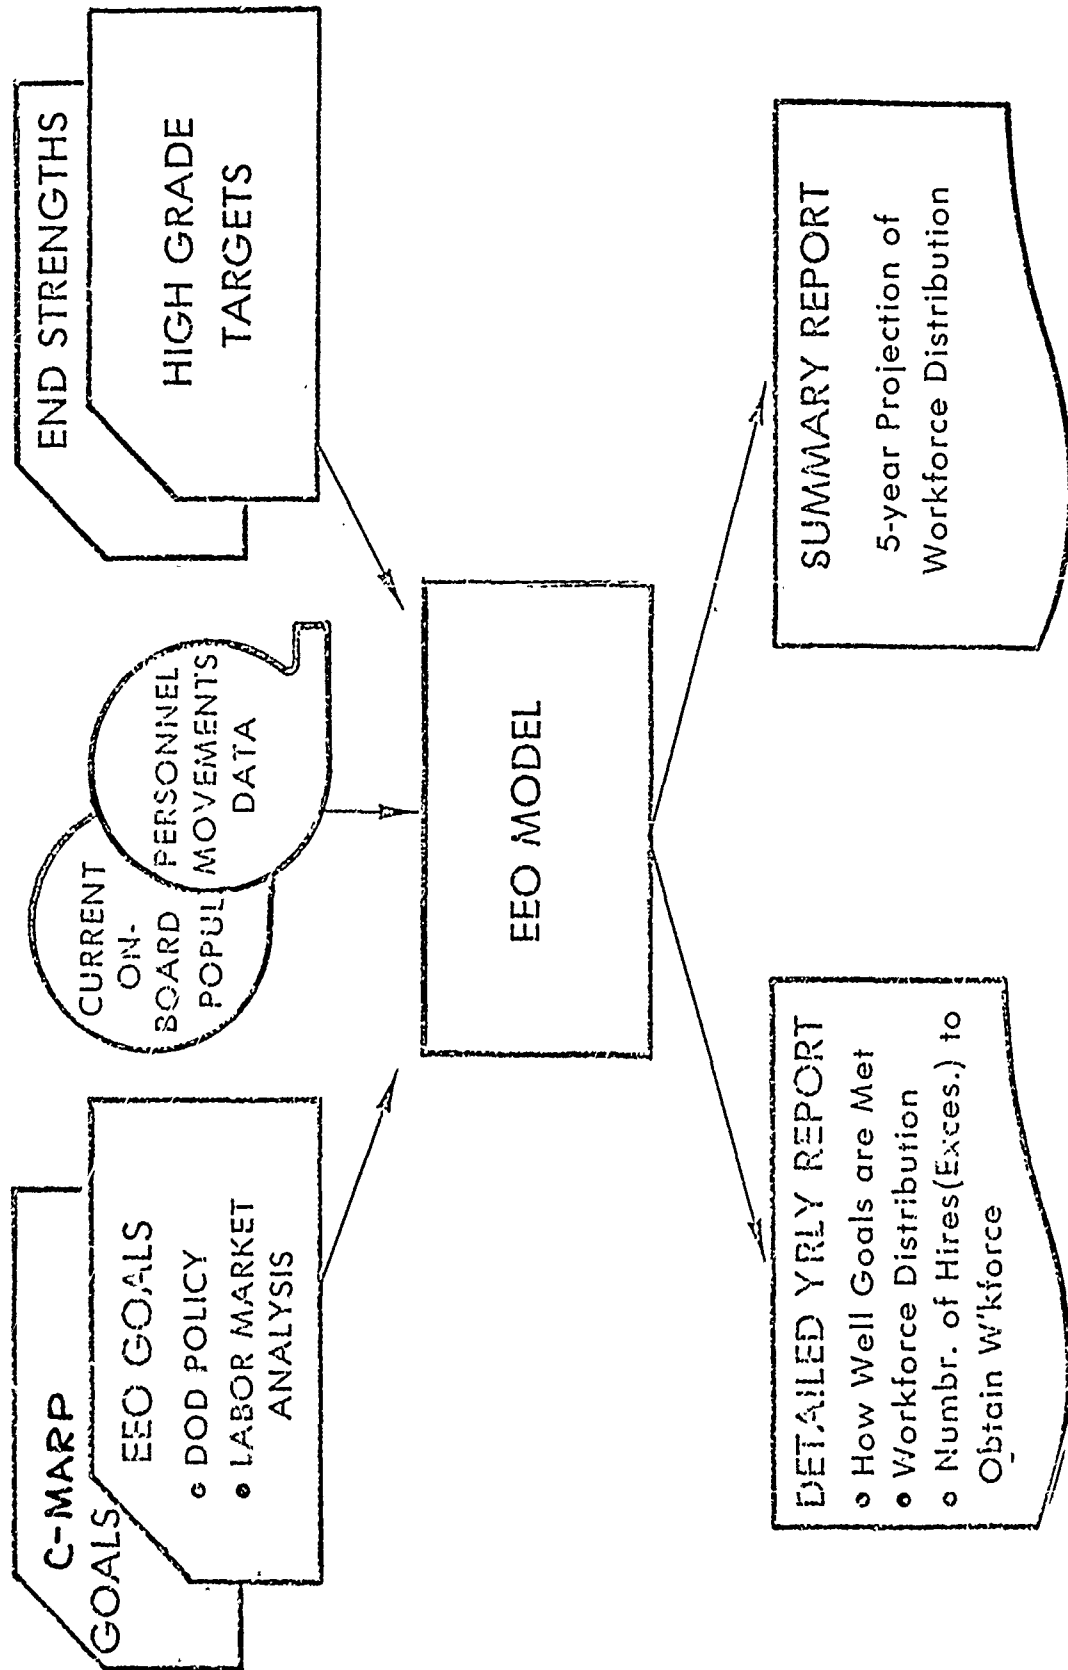 C-MARP
GOALS
EEO GOALS
DOD POLICY
LABOR MARKET
ANALYSIS
CURRENT
ON-
BOARD
POPUL
PERSONNEL
MOVEMENTS
DATA
END STRENGTHS
HIGH GRADE
TARGETS
EEO MODEL
DETAILED YRLY REPORT
How Well Goals are Met
Workforce Distribution
Numbr. of Hires(Exces.) to
Obtain W'kforce
SUMMARY REPORT
5-year Projection of
Workforce Distribution